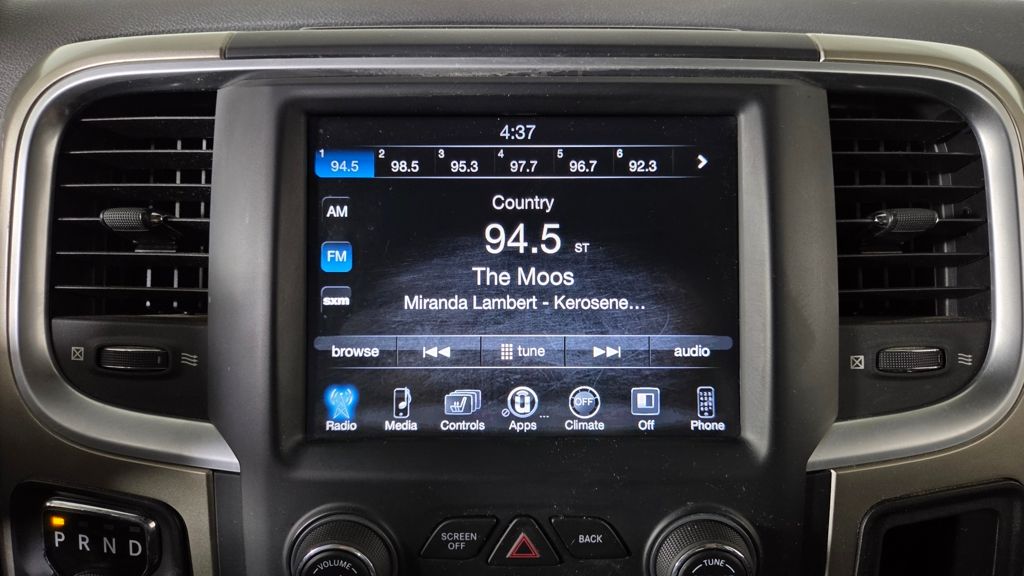 4:37
1 94.5 2 98.5 3 95.3 4 97.7 5 96.7 6 92.3
AM
Country
FM
94.5 ST
sxm
The Moos
Miranda Lambert - Kerosene...
browse tune audio
Radio Media Controls Apps OFF Climate Off Phone
P R N D
VOLUME
SCREEN OFF
BACK
TUNE